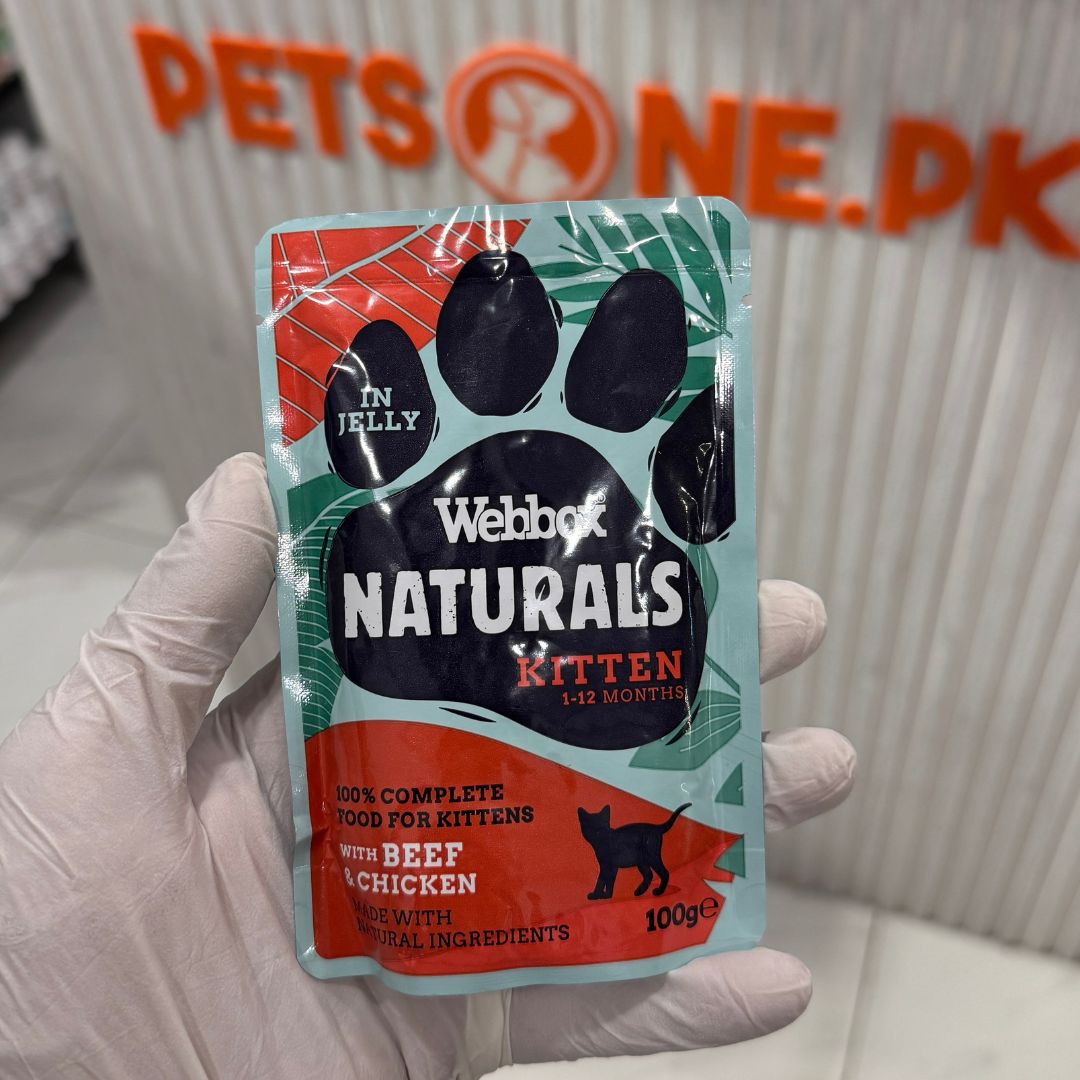 PETSONE.PK
IN
JELLY
Webbox®
NATURALS
KITTEN
1-12 MONTHS
100% COMPLETE
FOOD FOR KITTENS
WITH BEEF
& CHICKEN
MADE WITH
NATURAL INGREDIENTS
100g℮